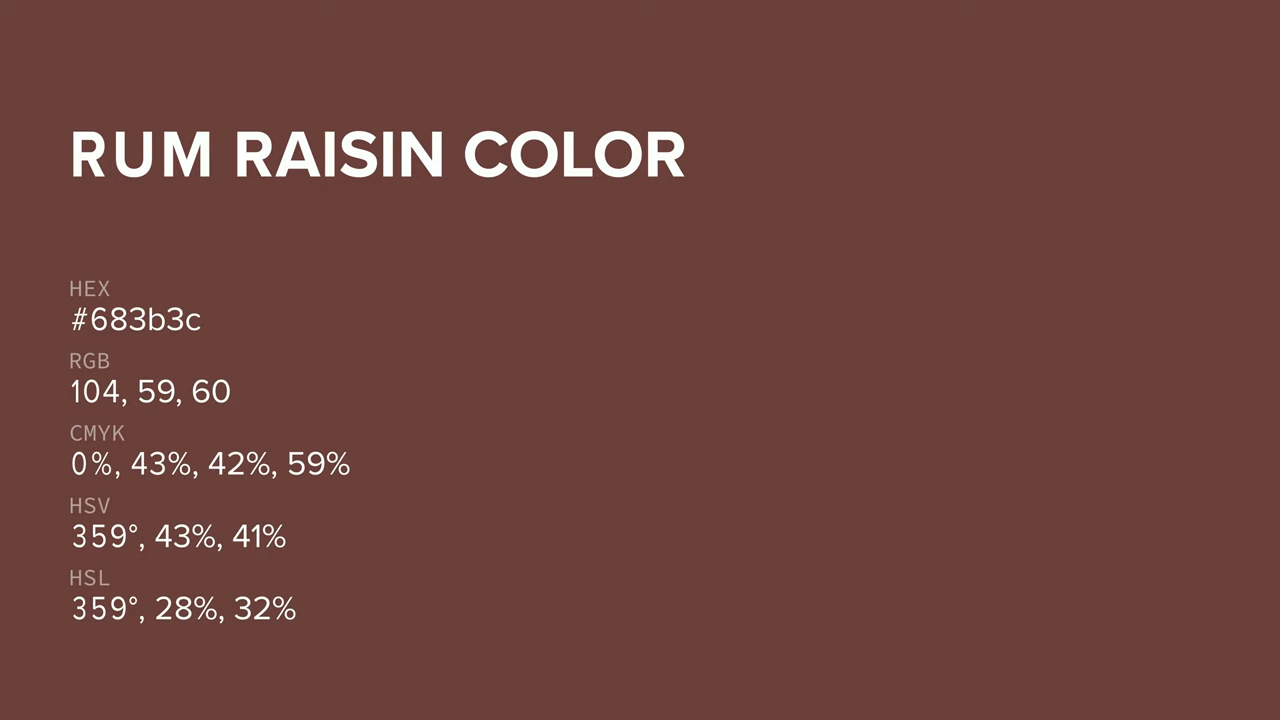 RUM RAISIN COLOR
HEX
#683b3c
RGB
104, 59, 60
CMYK
0%, 43%, 42%, 59%
HSV
359°, 43%, 41%
HSL
359°, 28%, 32%